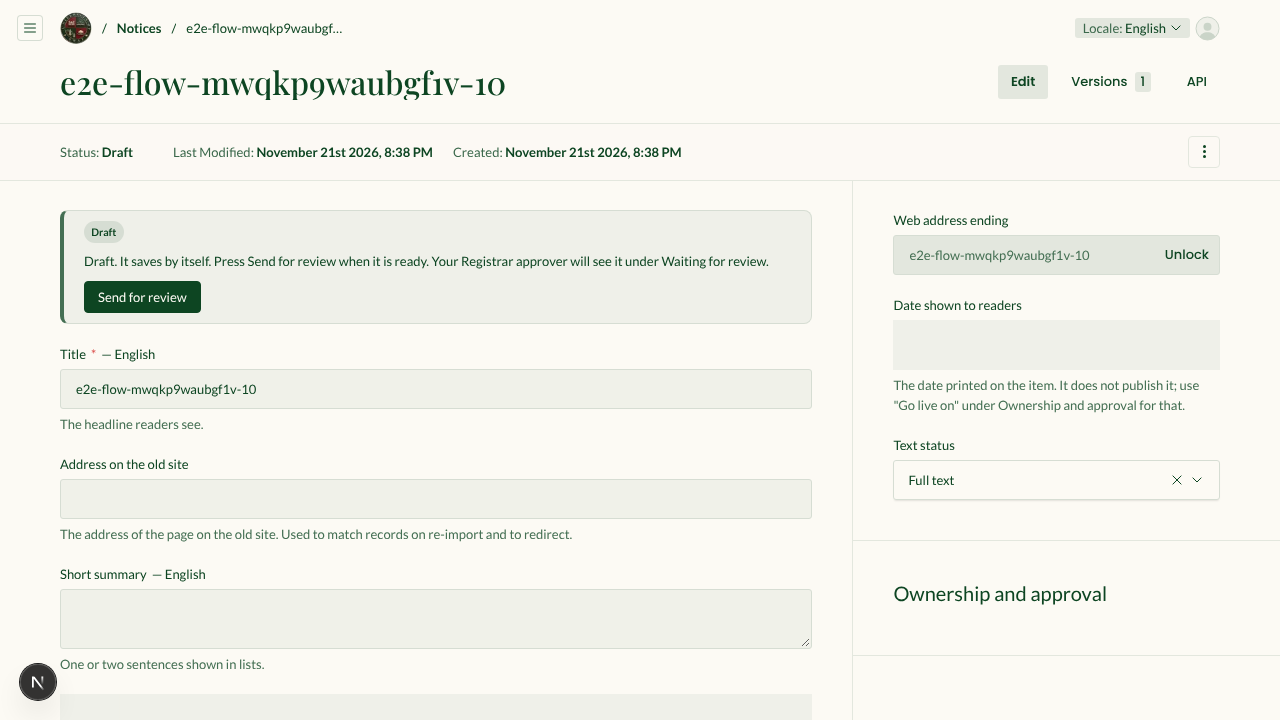 / Notices / e2e-flow-mwqkp9waubgf...
Locale: English
e2e-flow-mwqkp9waubgf1v-10
Edit
Versions 1
API
Status: Draft
Last Modified: November 21st 2026, 8:38 PM
Created: November 21st 2026, 8:38 PM
Draft
Draft. It saves by itself. Press Send for review when it is ready. Your Registrar approver will see it under Waiting for review.
Send for review
Title * — English
e2e-flow-mwqkp9waubgf1v-10
The headline readers see.
Address on the old site
The address of the page on the old site. Used to match records on re-import and to redirect.
Short summary — English
One or two sentences shown in lists.
N
Web address ending
e2e-flow-mwqkp9waubgf1v-10
Unlock
Date shown to readers
The date printed on the item. It does not publish it; use
"Go live on" under Ownership and approval for that.
Text status
Full text
Ownership and approval